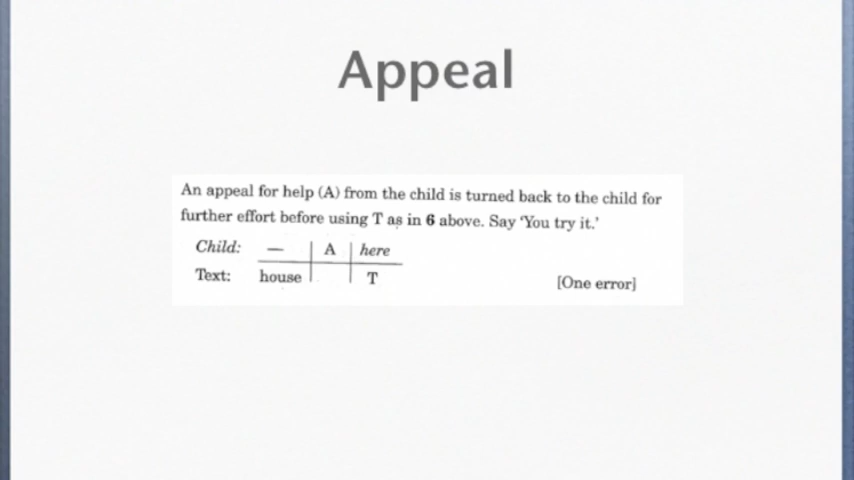 Appeal
An appeal for help (A) from the child is turned back to the child for
further effort before using T as in 6 above. Say 'You try it.'
Child: — A here
Text: house T [One error]